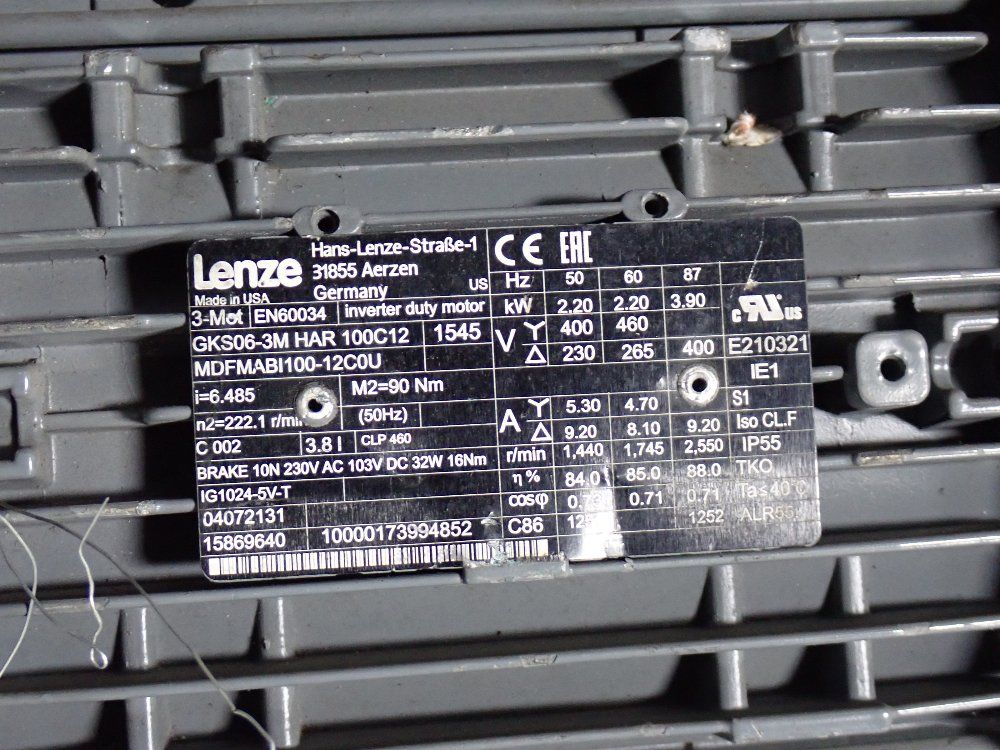 Lenze Hans-Lenze-Straße-1
31855 Aerzen
Germany US
Made in USA
CE EAC
3-Mot EN60034 inverter duty motor
GKS06-3M HAR 100C12 1545
MDFMABI100-12C0U
i=6.485 M2=90 Nm
n2=222.1 (50Hz)
C 002 3.8 l CLP 460
BRAKE 10N 230V AC 103V DC 32W 16Nm
IG1024-5V-T
04072131
15869640 10000173994852
Hz 50 60 87
kW 2.20 2.20 3.90 c RU us
V Y 400 460
Δ 230 265 400 E210321
IE1
A Y 5.30 4.70 S1
Δ 9.20 8.10 9.20 Iso CL.F
r/min 1,440 1,745 2,550 IP55
η % 84.0 85.0 88.0 TKO
cosφ 0.71 0.71 Ta≤40°C
C86 1252 ALR55